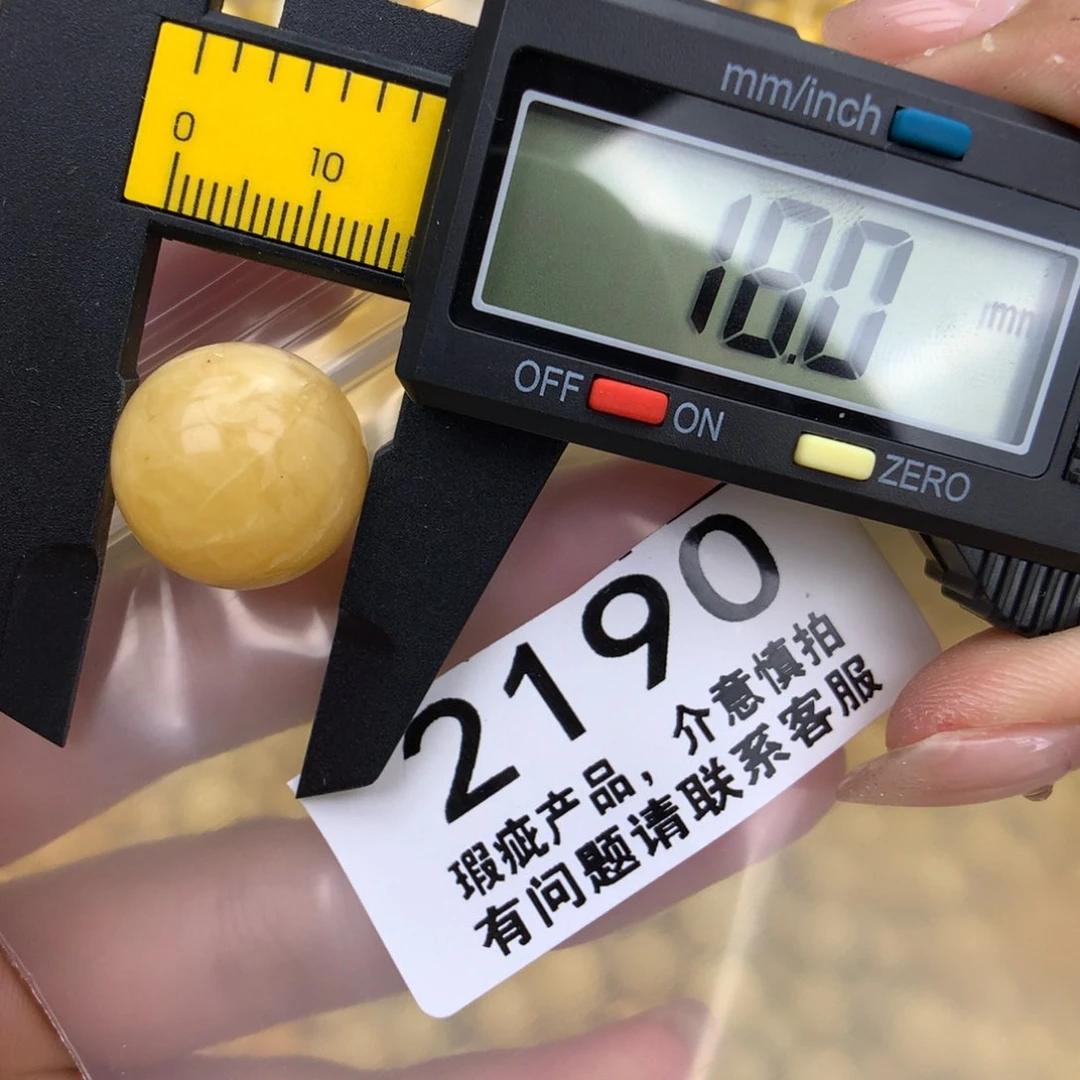 mm/inch
0
10
18.0
mm
OFF
ON
ZERO
2190
瑕疵产品，介意慎拍
有问题请联系客服